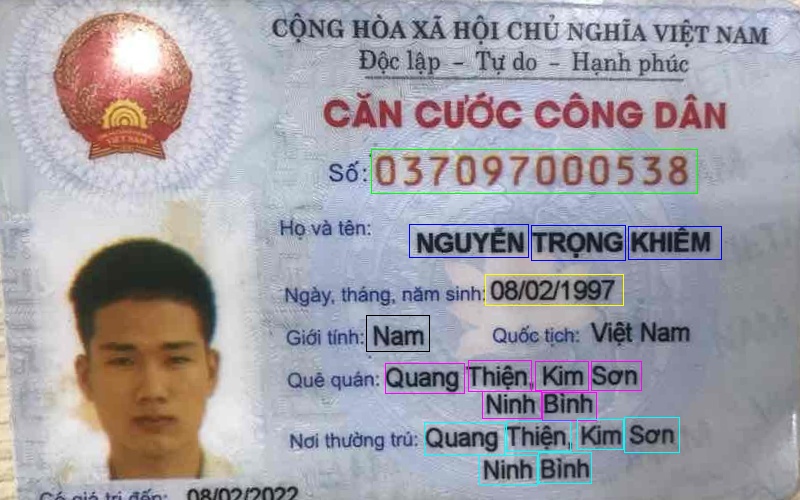 CỘNG HÒA XÃ HỘI CHỦ NGHĨA VIỆT NAM
Độc lập - Tự do - Hạnh phúc
CĂN CƯỚC CÔNG DÂN
VIỆT NAM
Số: 037097000538
Họ và tên: NGUYỄN TRỌNG KHIÊM
Ngày, tháng, năm sinh: 08/02/1997
Giới tính: Nam Quốc tịch: Việt Nam
Quê quán: Quang Thiện, Kim Sơn
Ninh Bình
Nơi thường trú: Quang Thiện, Kim Sơn
Ninh Bình
Có giá trị đến: 08/02/2022